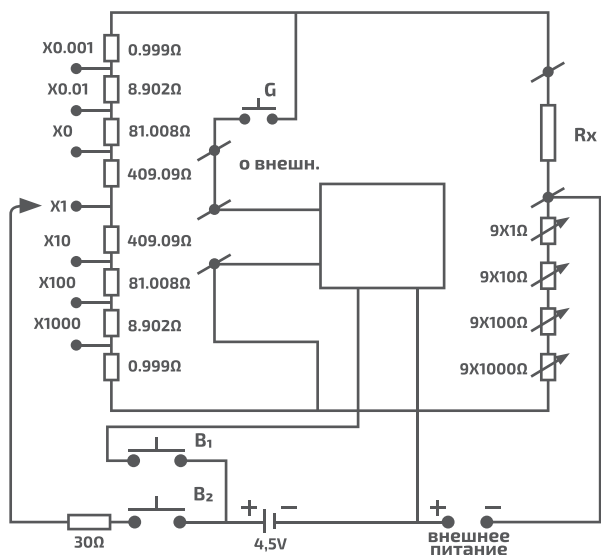 X0.001
0.999Ω
X0.01
8.902Ω
X0
81.008Ω
409.09Ω
X1
X10
409.09Ω
X100
81.008Ω
X1000
8.902Ω
0.999Ω
G
о внешн.
Rx
9X1Ω
9X10Ω
9X100Ω
9X1000Ω
B₁
B₂
30Ω
+ −
4,5V
+ −
внешнее
питание